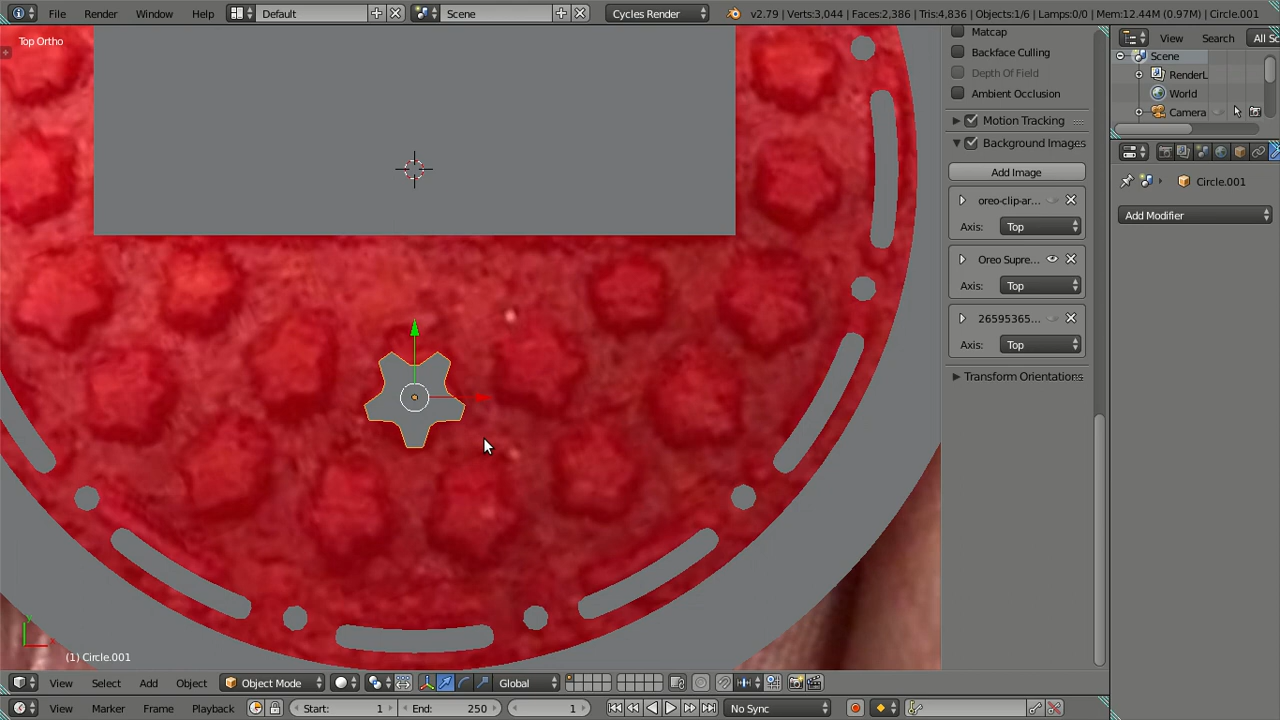 File Render Window Help Default Scene Cycles Render v2.79 | Verts:3,044 | Faces:2,386 | Tris:4,836 | Objects:1/6 | Lamps:0/0 | Mem:12.44M (0.97M) | Circle.001
Top Ortho
Matcap
Backface Culling
Depth Of Field
Ambient Occlusion
Motion Tracking
Background Images
Add Image
oreo-clip-ar...
Axis: Top
Oreo Supre...
Axis: Top
26595365...
Axis: Top
Transform Orientations
View Search All Sc
Scene
RenderL
World
Camera
Circle.001
Add Modifier
(1) Circle.001
View Select Add Object Object Mode Global
View Marker Frame Playback Start: 1 End: 250 1 No Sync